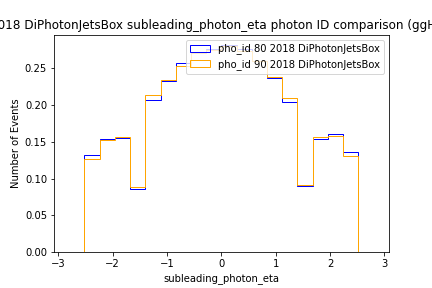 018 DiPhotonJetsBox subleading_photon_eta photon ID comparison (ggH
pho_id 80 2018 DiPhotonJetsBox
pho_id 90 2018 DiPhotonJetsBox
Number of Events
0.25
0.20
0.15
0.10
0.05
0.00
−3 −2 −1 0 1 2 3
subleading_photon_eta